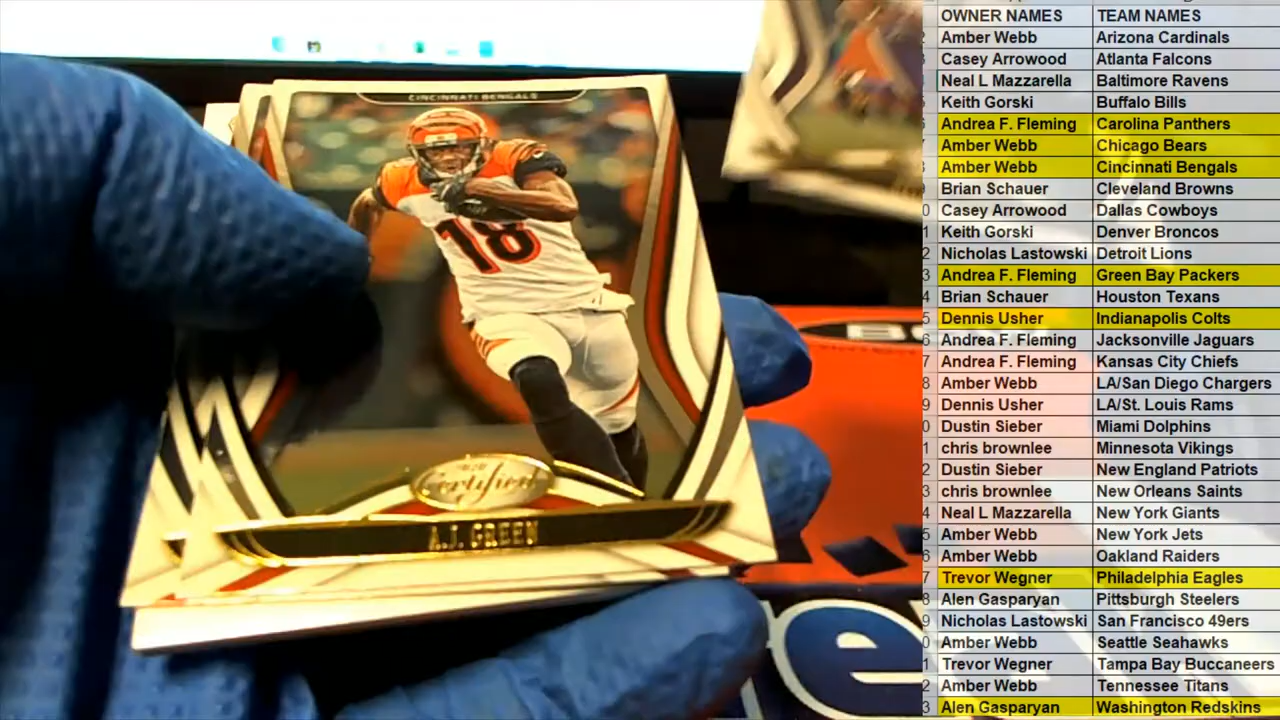 CINCINNATI BENGALS
18
Certified
A.J. GREEN
e
OWNER NAMES TEAM NAMES
Amber Webb Arizona Cardinals
Casey Arrowood Atlanta Falcons
Neal L Mazzarella Baltimore Ravens
Keith Gorski Buffalo Bills
Andrea F. Fleming Carolina Panthers
Amber Webb Chicago Bears
Amber Webb Cincinnati Bengals
Brian Schauer Cleveland Browns
Casey Arrowood Dallas Cowboys
Keith Gorski Denver Broncos
Nicholas Lastowski Detroit Lions
Andrea F. Fleming Green Bay Packers
Brian Schauer Houston Texans
Dennis Usher Indianapolis Colts
Andrea F. Fleming Jacksonville Jaguars
Andrea F. Fleming Kansas City Chiefs
Amber Webb LA/San Diego Chargers
Dennis Usher LA/St. Louis Rams
Dustin Sieber Miami Dolphins
chris brownlee Minnesota Vikings
Dustin Sieber New England Patriots
chris brownlee New Orleans Saints
Neal L Mazzarella New York Giants
Amber Webb New York Jets
Amber Webb Oakland Raiders
Trevor Wegner Philadelphia Eagles
Alen Gasparyan Pittsburgh Steelers
Nicholas Lastowski San Francisco 49ers
Amber Webb Seattle Seahawks
Trevor Wegner Tampa Bay Buccaneers
Amber Webb Tennessee Titans
Alen Gasparyan Washington Redskins